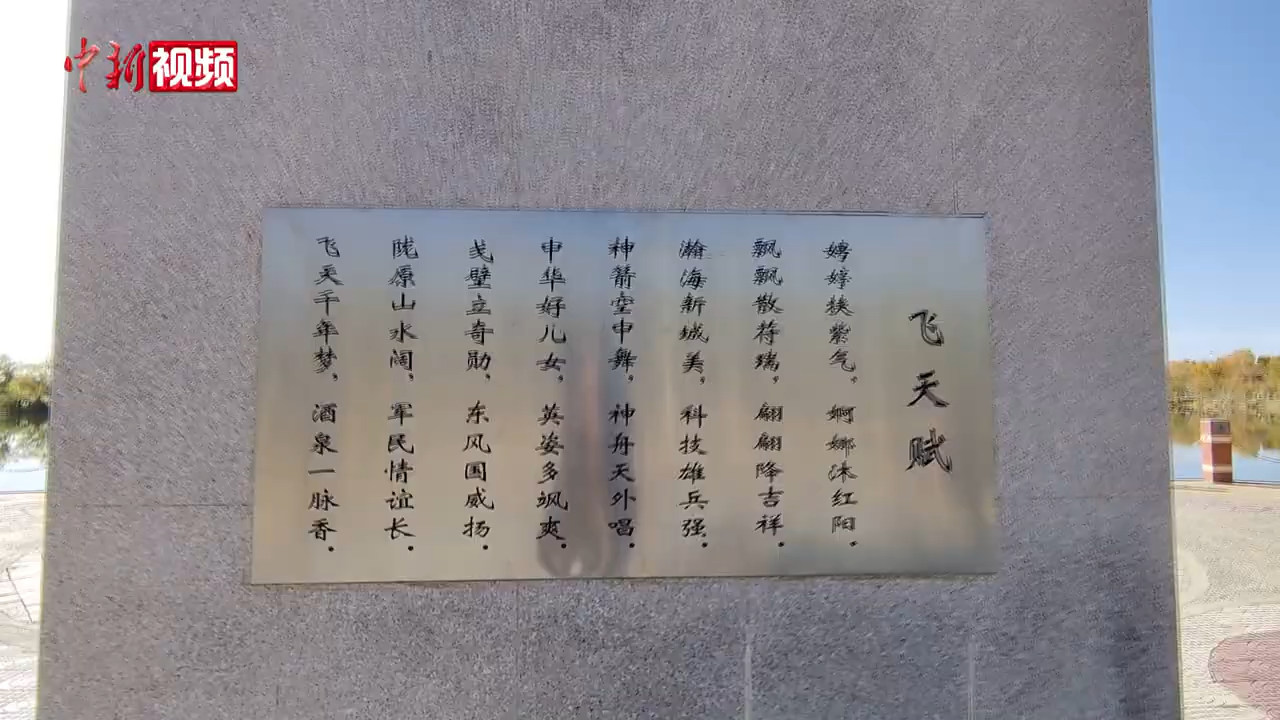 中新视频
飞天赋
娉婷挟紫气，婀娜沐红阳。
飘飘散符瑞，翩翩降吉祥。
瀚海新城美，科技雄兵强。
神箭空中舞，神舟天外唱。
中华好儿女，英姿多飒爽。
戈壁立奇勋，东风国威扬。
陇原山水阔，军民情谊长。
飞天千年梦，酒泉一脉香。